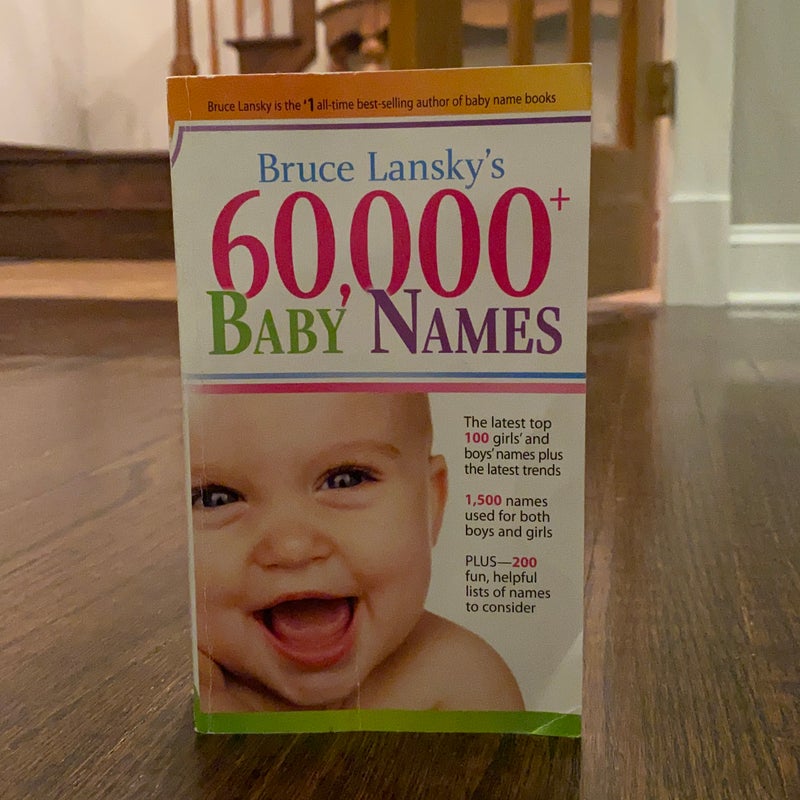 Bruce Lansky is the #1 all-time best-selling author of baby name books
Bruce Lansky's
60,000+
BABY NAMES
The latest top
100 girls' and
boys' names plus
the latest trends
1,500 names
used for both
boys and girls
PLUS—200
fun, helpful
lists of names
to consider